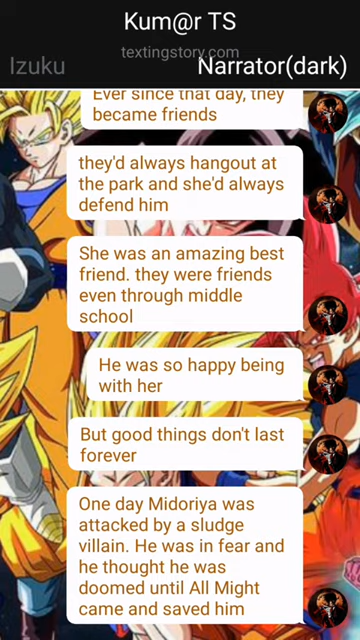 Kum@r TS
textingstory.com
Izuku
Narrator(dark)
Ever since that day, they
became friends
they'd always hangout at
the park and she'd always
defend him
She was an amazing best
friend. they were friends
even through middle
school
He was so happy being
with her
But good things don't last
forever
One day Midoriya was
attacked by a sludge
villain. He was in fear and
he thought he was
doomed until All Might
came and saved him